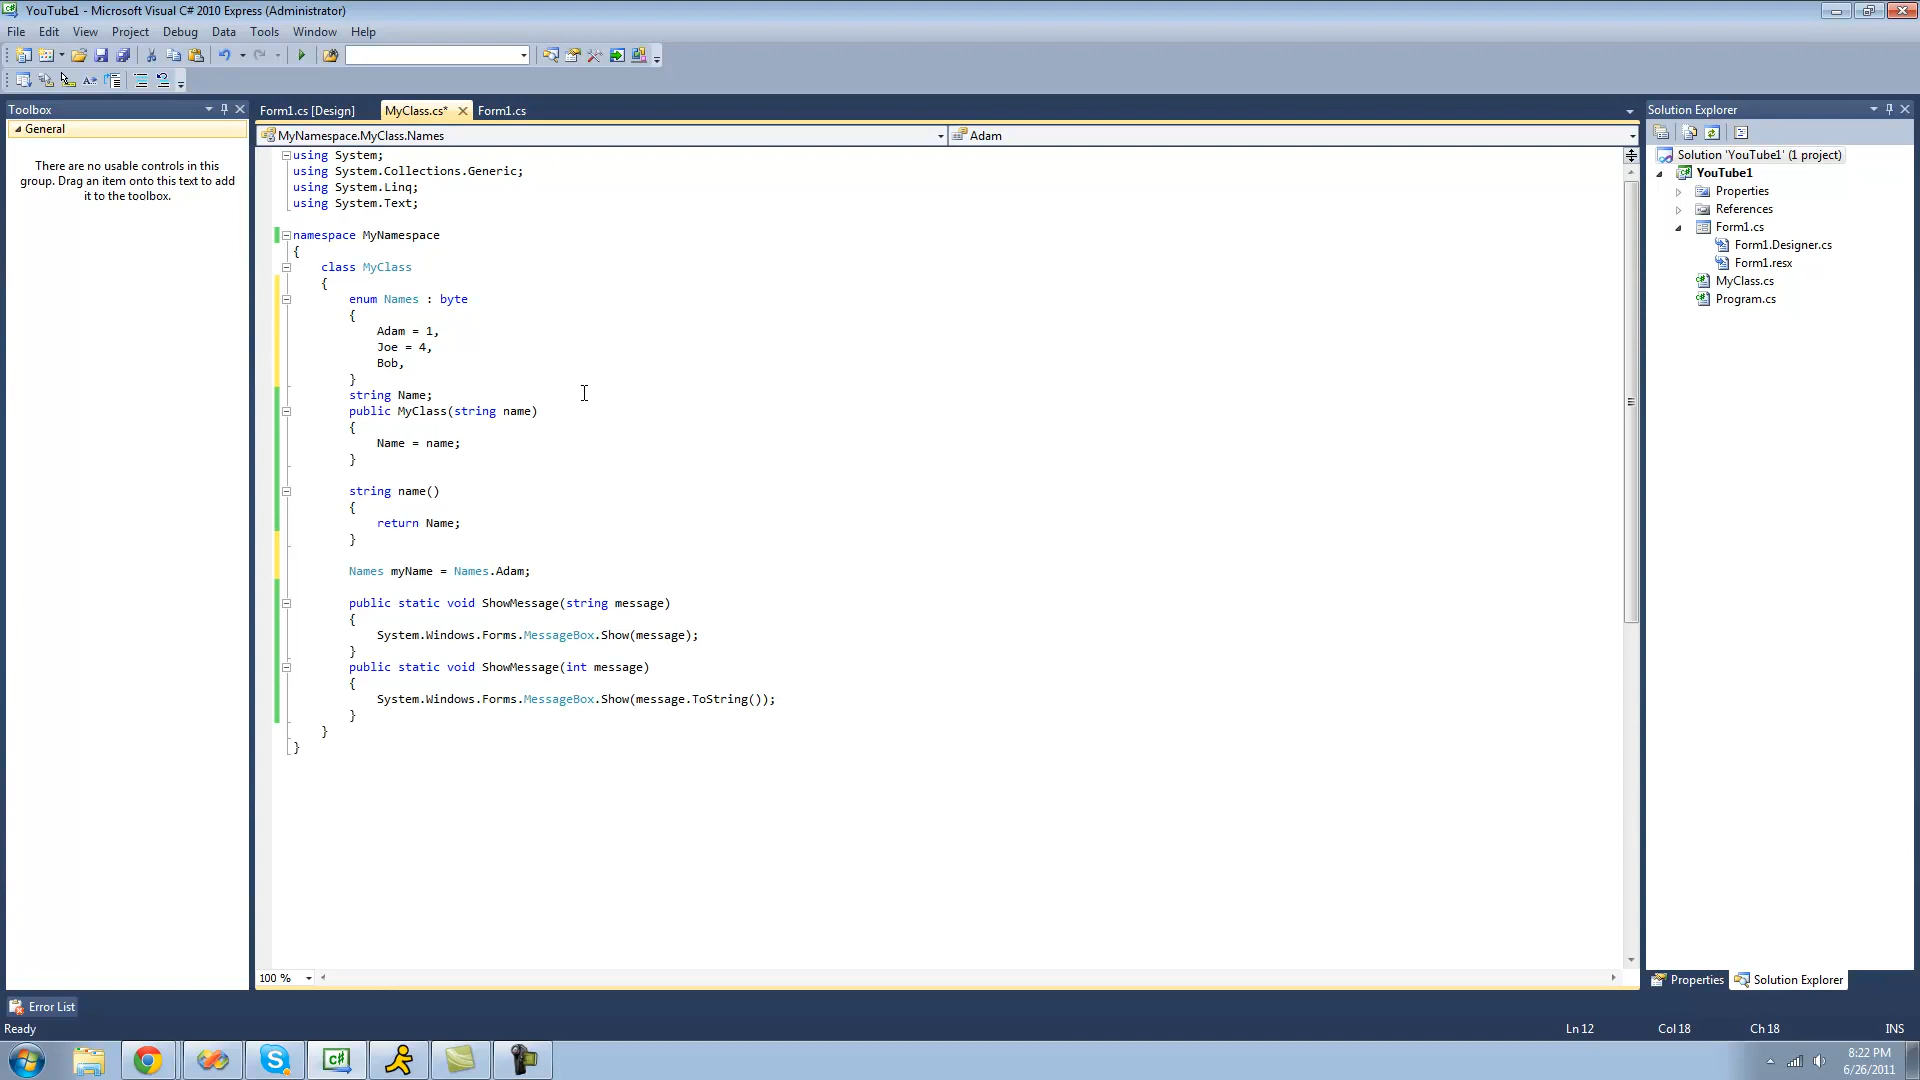 YouTube1 - Microsoft Visual C# 2010 Express (Administrator)
File Edit View Project Debug Data Tools Window Help
Toolbox
General
There are no usable controls in this
group. Drag an item onto this text to add
it to the toolbox.
Form1.cs [Design] MyClass.cs* Form1.cs
MyNamespace.MyClass.Names Adam
using System;
using System.Collections.Generic;
using System.Linq;
using System.Text;
namespace MyNamespace
{
class MyClass
{
enum Names : byte
{
Adam = 1,
Joe = 4,
Bob,
}
string Name;
public MyClass(string name)
{
Name = name;
}
string name()
{
return Name;
}
Names myName = Names.Adam;
public static void ShowMessage(string message)
{
System.Windows.Forms.MessageBox.Show(message);
}
public static void ShowMessage(int message)
{
System.Windows.Forms.MessageBox.Show(message.ToString());
}
}
}
100 %
Solution Explorer
Solution 'YouTube1' (1 project)
YouTube1
Properties
References
Form1.cs
Form1.Designer.cs
Form1.resx
MyClass.cs
Program.cs
Properties Solution Explorer
Error List
Ready Ln 12 Col 18 Ch 18 INS
8:22 PM
6/26/2011